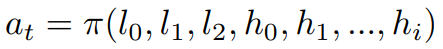 a_t = π(l_0, l_1, l_2, h_0, h_1, ..., h_i)